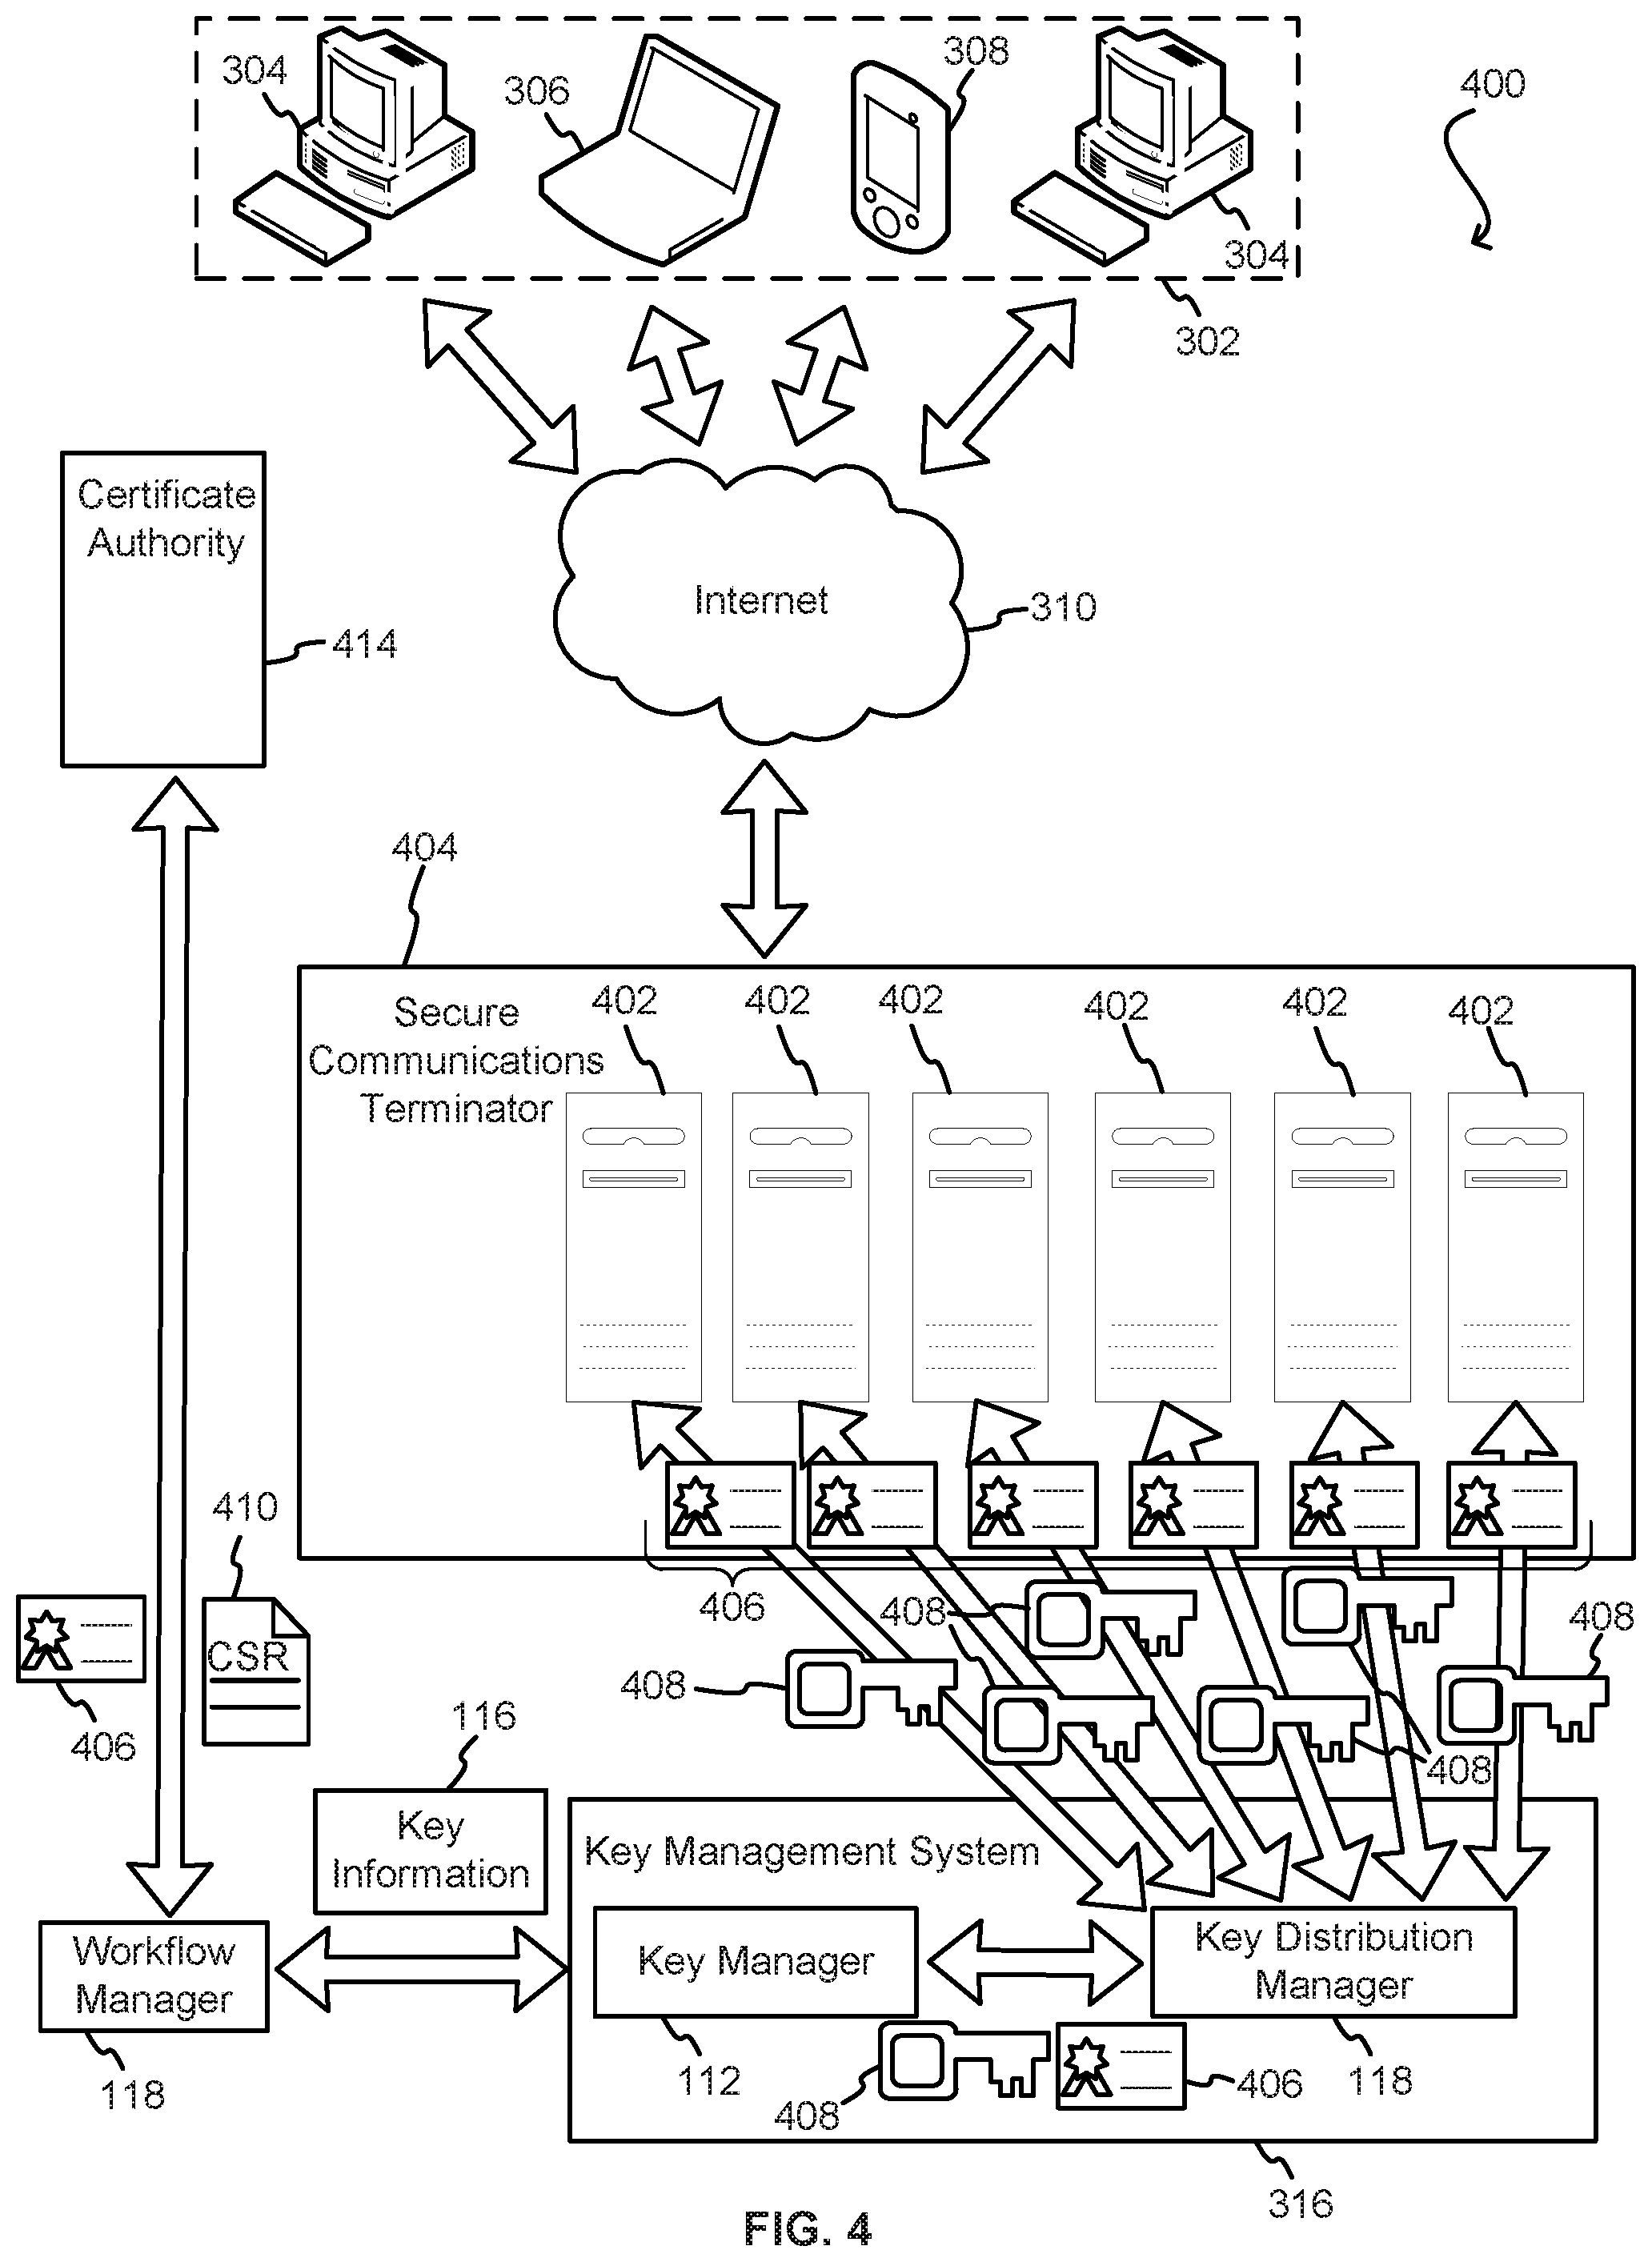 304
306
308
304
400
302
Certificate
Authority
Internet
310
414
404
Secure
Communications
Terminator
402
402
402
402
402
402
410
CSR
406
406
408
408
408
408
408
116
Key
Information
Key Management System
Workflow
Manager
Key Manager
Key Distribution
Manager
118
112
408
406
118
316
FIG. 4